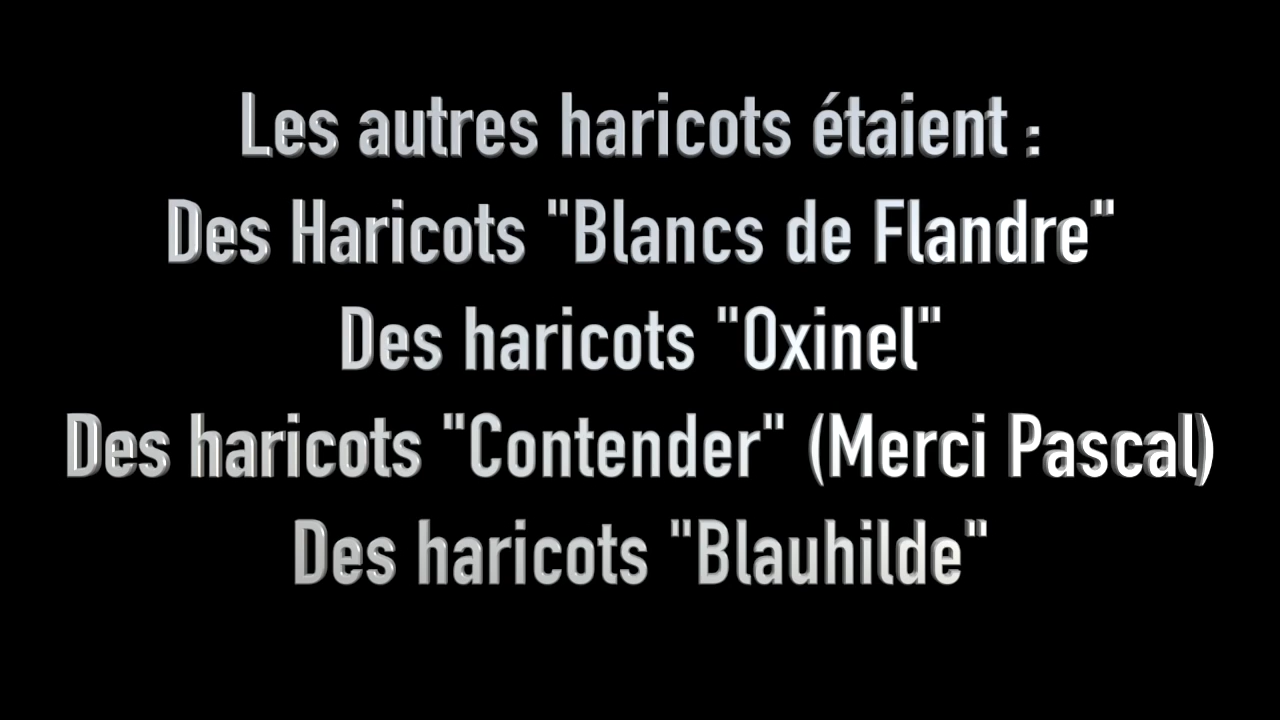 Les autres haricots étaient :
Des Haricots "Blancs de Flandre"
Des haricots "Oxinel"
Des haricots "Contender" (Merci Pascal)
Des haricots "Blauhilde"